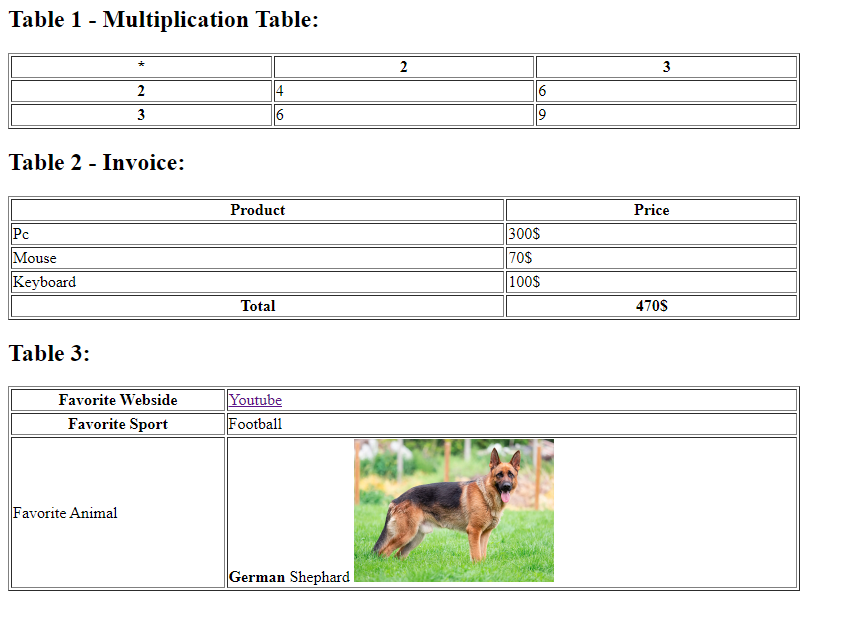 Table 1 - Multiplication Table:
* 2 3
2 4 6
3 6 9
Table 2 - Invoice:
Product Price
Pc 300$
Mouse 70$
Keyboard 100$
Total 470$
Table 3:
Favorite Webside Youtube
Favorite Sport Football
Favorite Animal
German Shephard